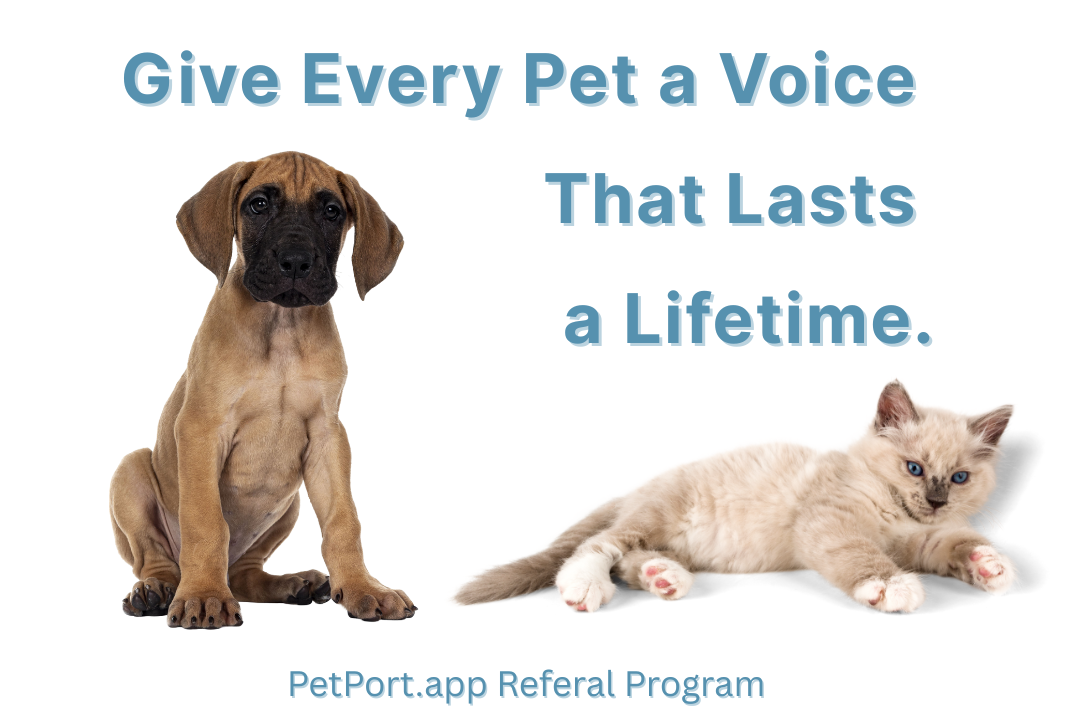 Give Every Pet a Voice
That Lasts
a Lifetime.
PetPort.app Referal Program